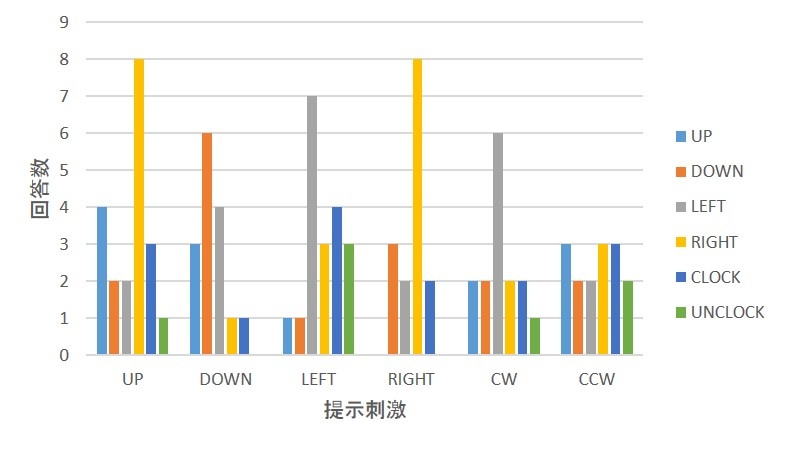 9
8
7
6
5
4
3
2
1
0
回答数
UP DOWN LEFT RIGHT CW CCW
提示刺激
UP
DOWN
LEFT
RIGHT
CLOCK
UNCLOCK